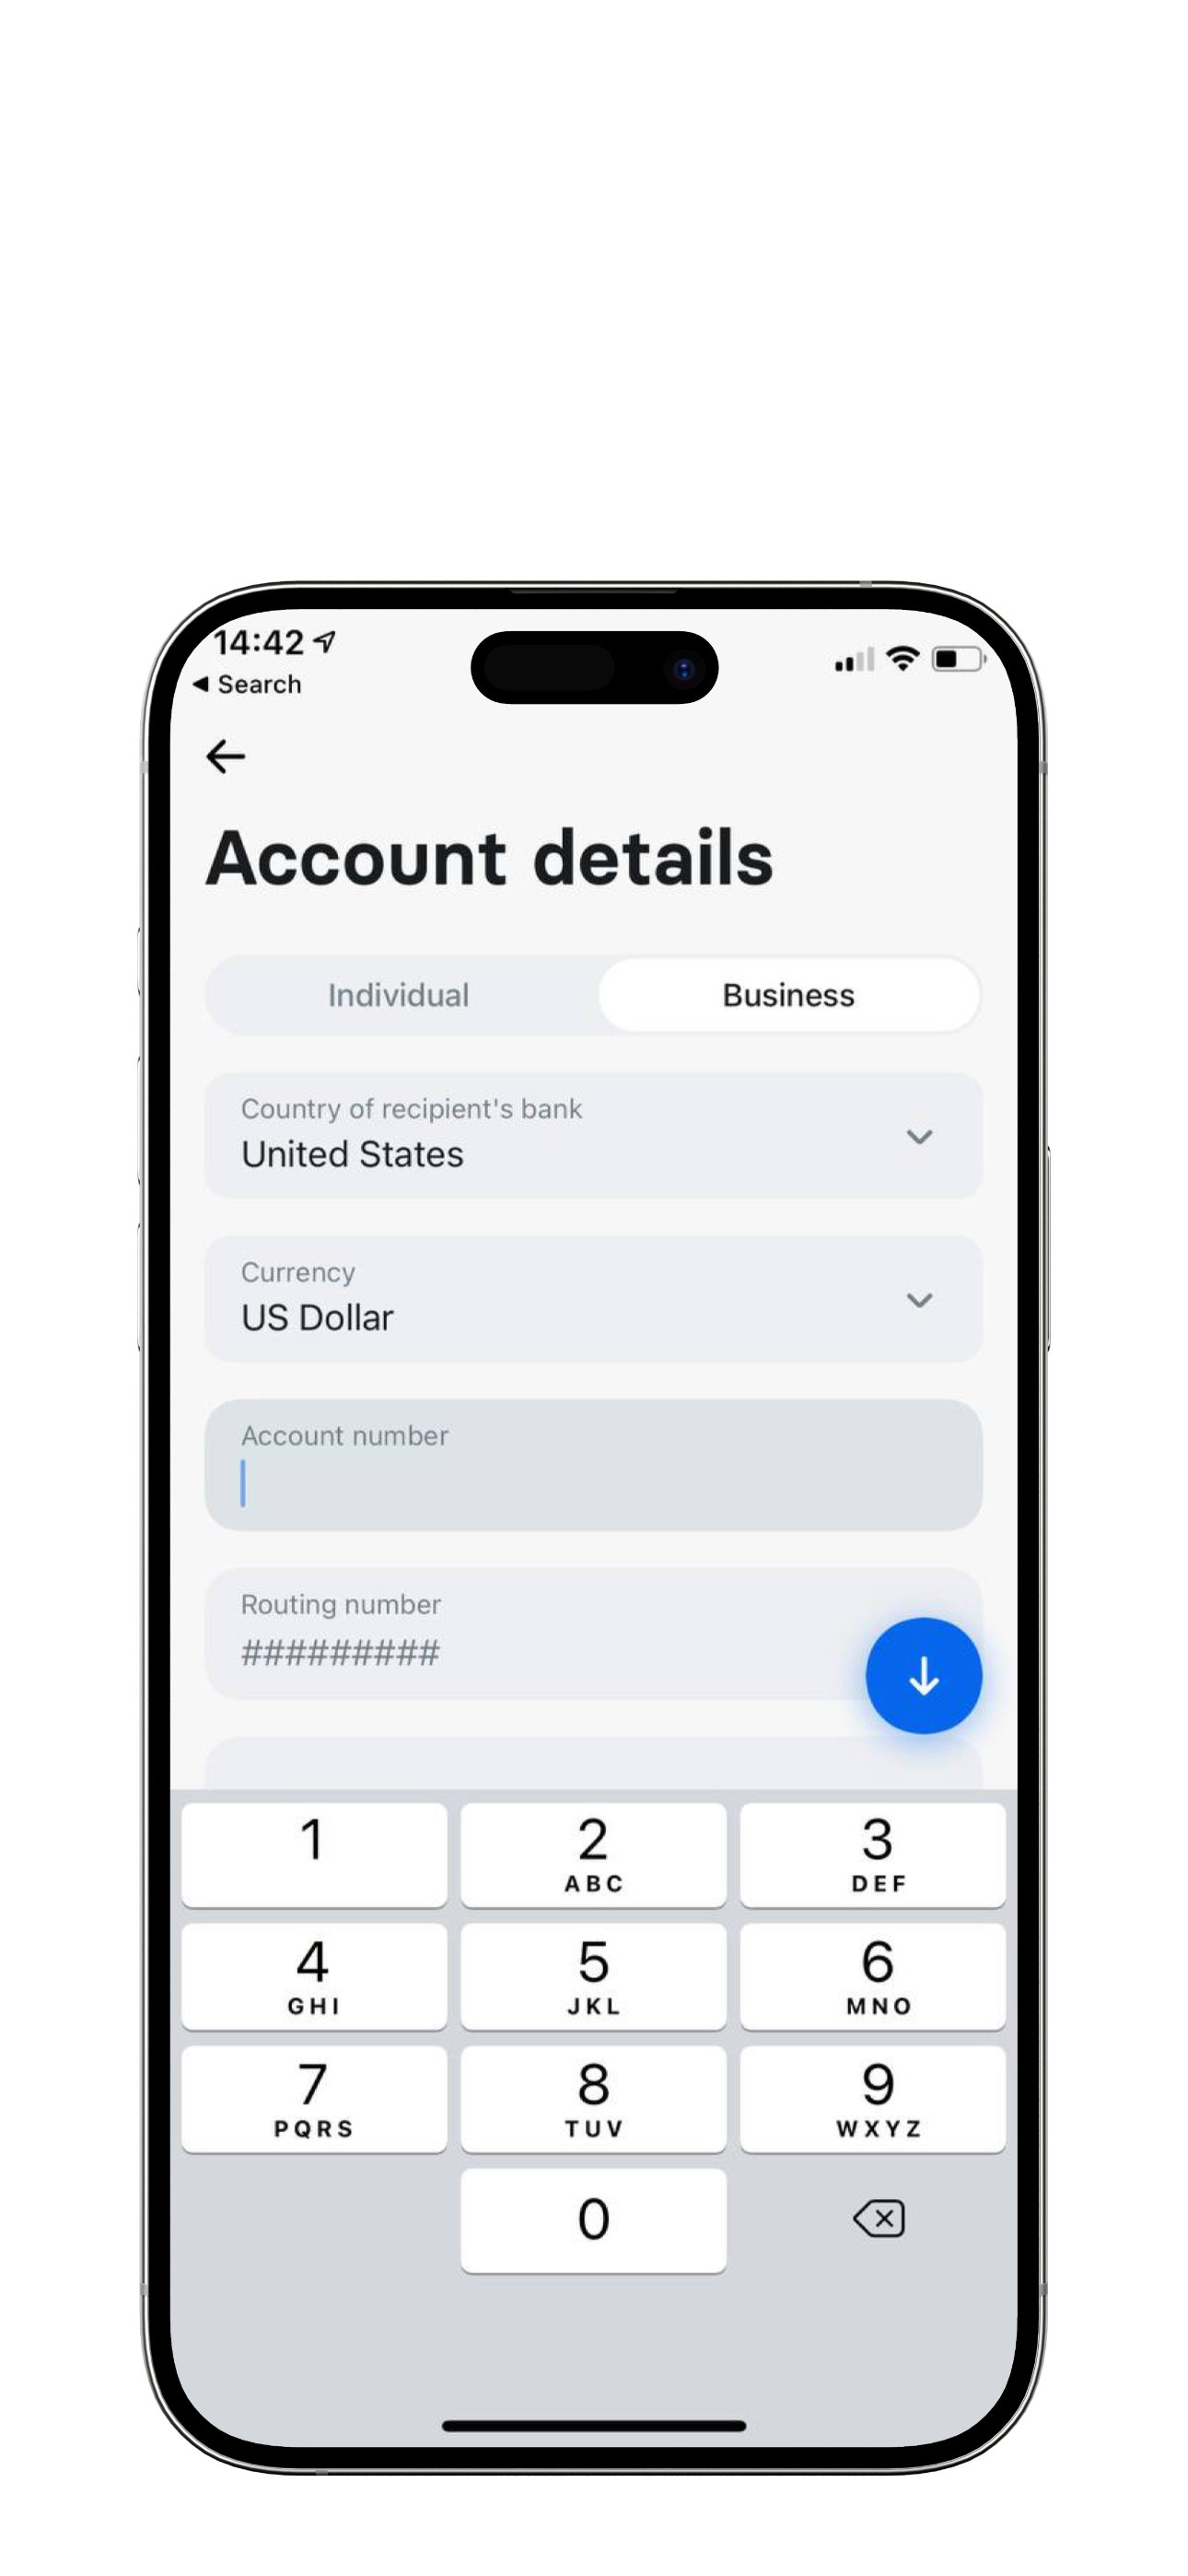 14:42
◀ Search
Account details
Individual
Business
Country of recipient's bank
United States
Currency
US Dollar
Account number
Routing number
#########
1
2
ABC
3
DEF
4
GHI
5
JKL
6
MNO
7
PQRS
8
TUV
9
WXYZ
0